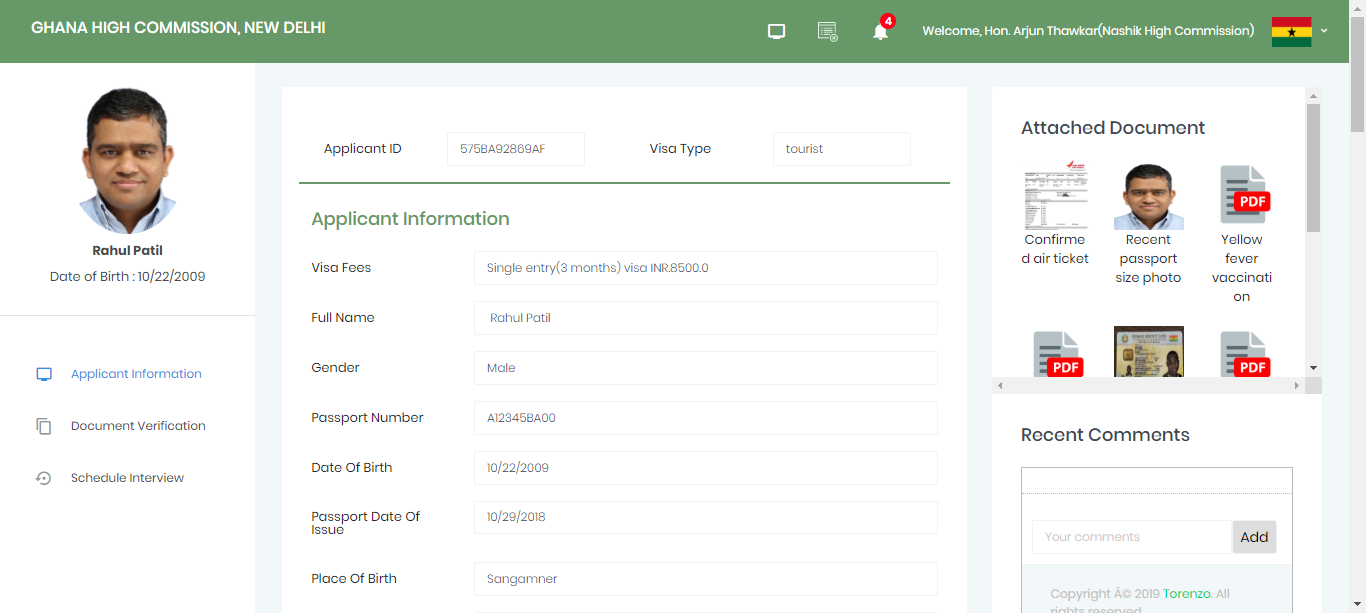 GHANA HIGH COMMISSION, NEW DELHI
4
Welcome, Hon. Arjun Thawkar(Nashik High Commission)
Rahul Patil
Date of Birth : 10/22/2009
Applicant Information
Document Verification
Schedule Interview
Applicant ID
575BA92869AF
Visa Type
tourist
Applicant Information
Visa Fees
Single entry(3 months) visa INR.8500.0
Full Name
Rahul Patil
Gender
Male
Passport Number
A12345BA00
Date Of Birth
10/22/2009
Passport Date Of
Issue
10/29/2018
Place Of Birth
Sangamner
Attached Document
Confirme
d air ticket
Recent
passport
size photo
PDF
Yellow
fever
vaccinati
on
PDF
PDF
Recent Comments
Your comments
Add
Copyright Â© 2019 Torenzo. All
rights reserved